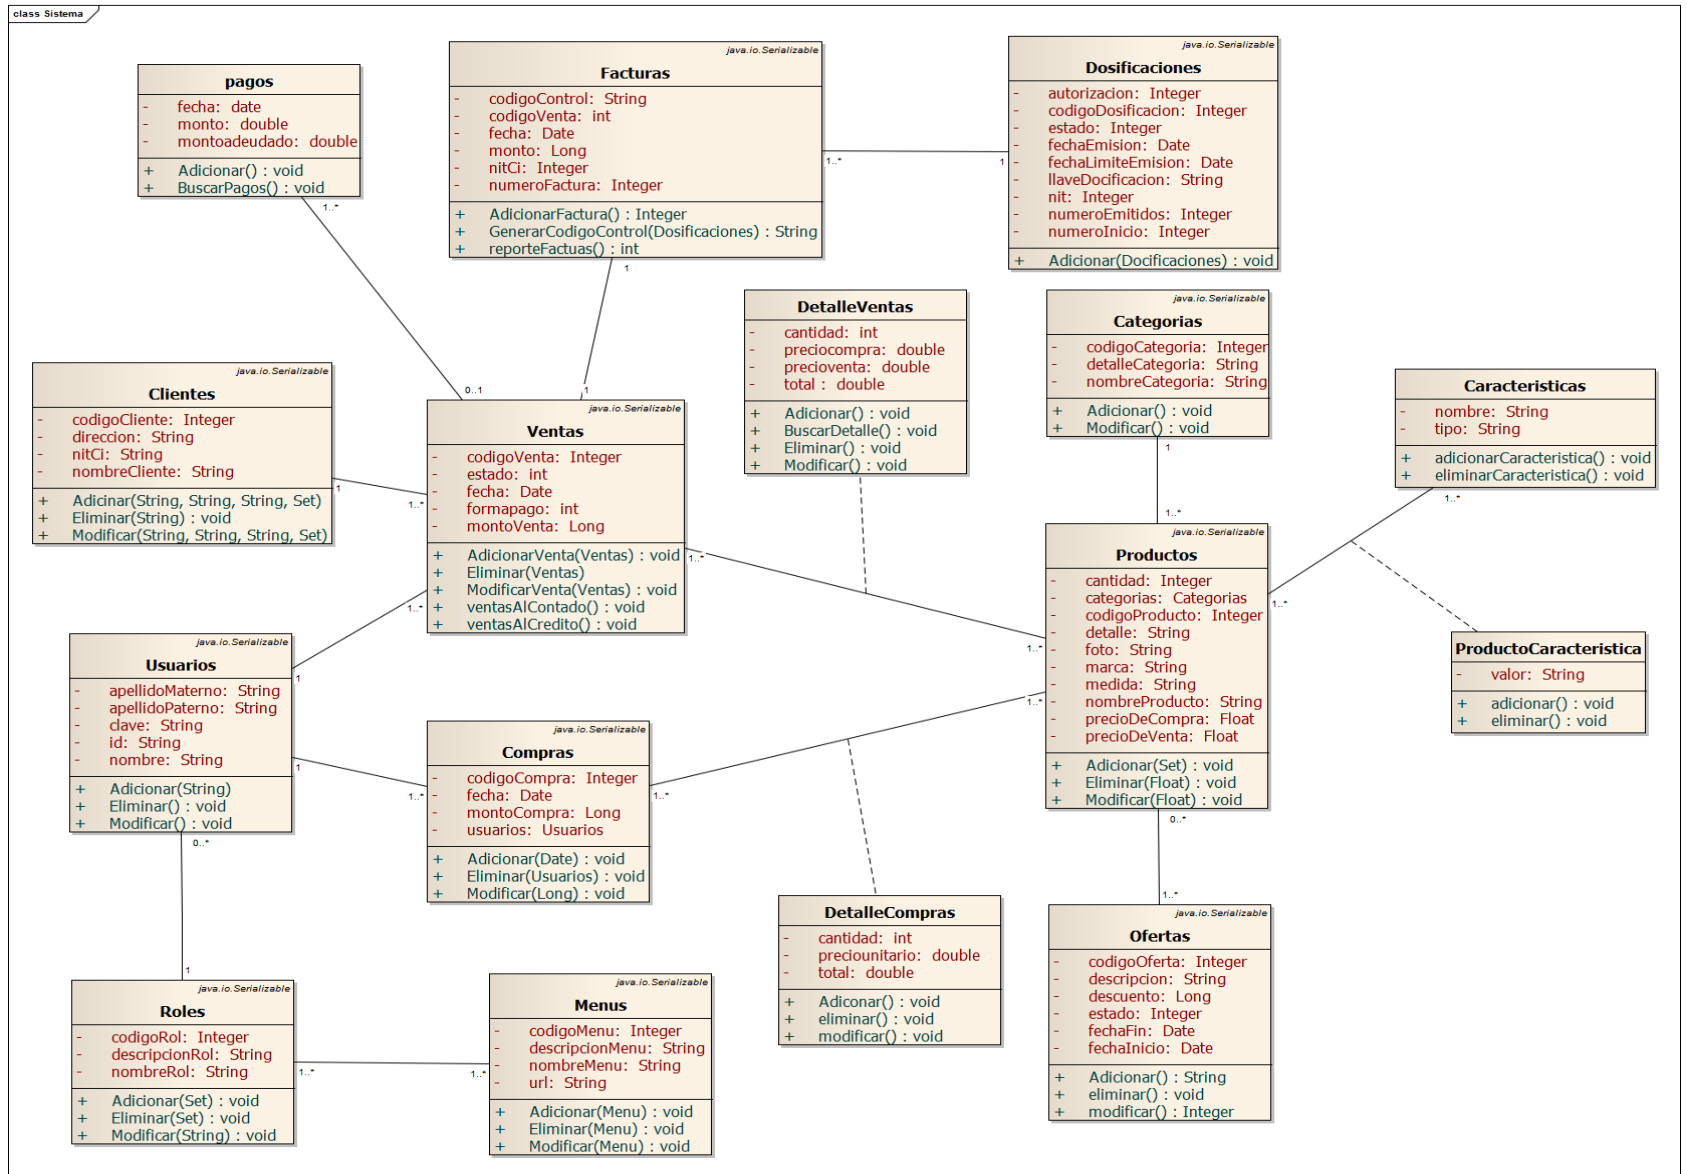 class Sistema
pagos
- fecha: date
- monto: double
- montoadeudado: double
+ Adicionar() : void
+ BuscarPagos() : void
1..*
java.io.Serializable
Facturas
- codigoControl: String
- codigoVenta: int
- fecha: Date
- monto: Long
- nitCi: Integer
- numeroFactura: Integer
+ AdicionarFactura() : Integer
+ GenerarCodigoControl(Dosificaciones) : String
+ reporteFactuas() : int
1..*
1
1
java.io.Serializable
Dosificaciones
- autorizacion: Integer
- codigoDosificacion: Integer
- estado: Integer
- fechaEmision: Date
- fechaLimiteEmision: Date
- llaveDocificacion: String
- nit: Integer
- numeroEmitidos: Integer
- numeroInicio: Integer
+ Adicionar(Docificaciones) : void
DetalleVentas
- cantidad: int
- preciocompra: double
- precioventa: double
- total : double
+ Adicionar() : void
+ BuscarDetalle() : void
+ Eliminar() : void
+ Modificar() : void
java.io.Serializable
Categorias
- codigoCategoria: Integer
- detalleCategoria: String
- nombreCategoria: String
+ Adicionar() : void
+ Modificar() : void
1
1..*
Caracteristicas
- nombre: String
- tipo: String
+ adicionarCaracteristica() : void
+ eliminarCaracteristica() : void
1..*
1..*
java.io.Serializable
Clientes
- codigoCliente: Integer
- direccion: String
- nitCi: String
- nombreCliente: String
+ Adicinar(String, String, String, Set)
+ Eliminar(String) : void
+ Modificar(String, String, String, Set)
1
1..*
0..1
1
java.io.Serializable
Ventas
- codigoVenta: Integer
- estado: int
- fecha: Date
- formapago: int
- montoVenta: Long
+ AdicionarVenta(Ventas) : void
+ Eliminar(Ventas)
+ ModificarVenta(Ventas) : void
+ ventasAlContado() : void
+ ventasAlCredito() : void
1..*
1..*
1..*
java.io.Serializable
Productos
- cantidad: Integer
- categorias: Categorias
- codigoProducto: Integer
- detalle: String
- foto: String
- marca: String
- medida: String
- nombreProducto: String
- precioDeCompra: Float
- precioDeVenta: Float
+ Adicionar(Set) : void
+ Eliminar(Float) : void
+ Modificar(Float) : void
1..*
0..*
1..*
ProductoCaracteristica
- valor: String
+ adicionar() : void
+ eliminar() : void
java.io.Serializable
Usuarios
- apellidoMaterno: String
- apellidoPaterno: String
- clave: String
- id: String
- nombre: String
+ Adicionar(String)
+ Eliminar() : void
+ Modificar() : void
1
1
0..*
1
1..*
java.io.Serializable
Compras
- codigoCompra: Integer
- fecha: Date
- montoCompra: Long
- usuarios: Usuarios
+ Adicionar(Date) : void
+ Eliminar(Usuarios) : void
+ Modificar(Long) : void
1..*
DetalleCompras
- cantidad: int
- preciounitario: double
- total: double
+ Adiconar() : void
+ eliminar() : void
+ modificar() : void
java.io.Serializable
Ofertas
- codigoOferta: Integer
- descripcion: String
- descuento: Long
- estado: Integer
- fechaFin: Date
- fechaInicio: Date
+ Adicionar() : String
+ eliminar() : void
+ modificar() : Integer
java.io.Serializable
Roles
- codigoRol: Integer
- descripcionRol: String
- nombreRol: String
+ Adicionar(Set) : void
+ Eliminar(Set) : void
+ Modificar(String) : void
1..*
1..*
java.io.Serializable
Menus
- codigoMenu: Integer
- descripcionMenu: String
- nombreMenu: String
- url: String
+ Adicionar(Menu) : void
+ Eliminar(Menu) : void
+ Modificar(Menu) : void